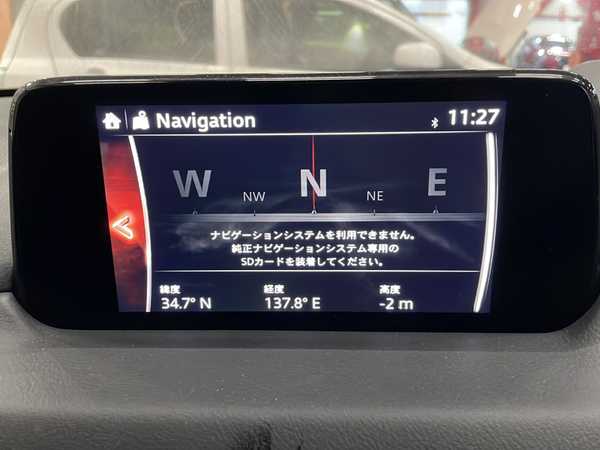 Navigation 11:27
W NW N NE E
ナビゲーションシステムを利用できません。
純正ナビゲーションシステム専用の
SDカードを装着してください。
緯度 経度 高度
34.7° N 137.8° E -2 m